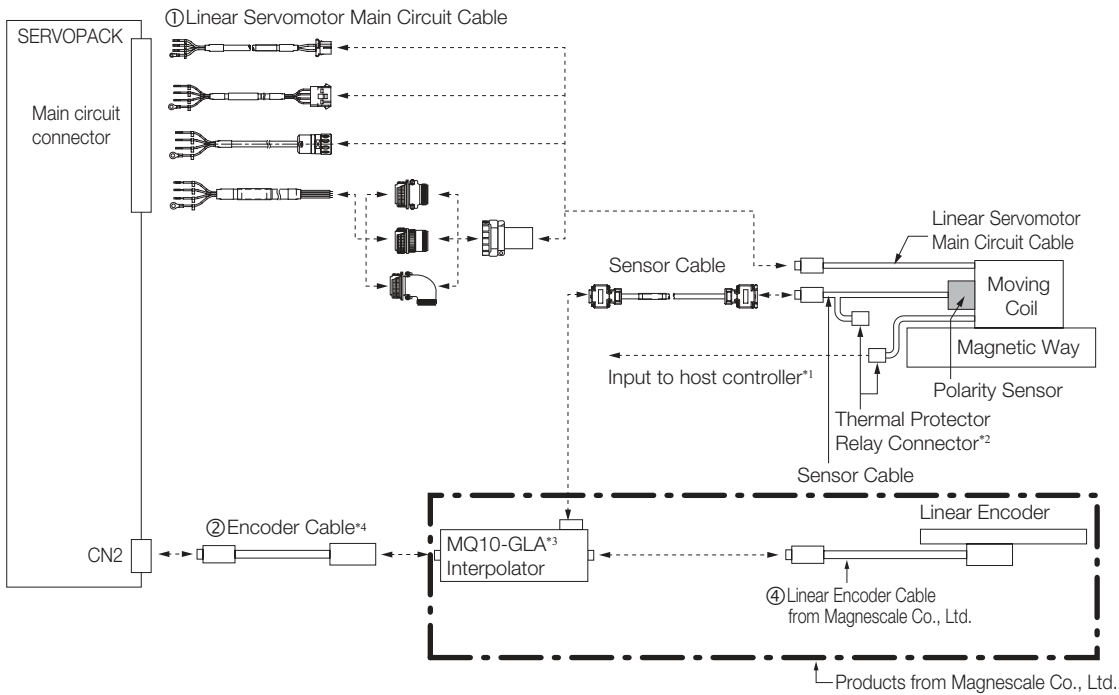 ①Linear Servomotor Main Circuit Cable
SERVOPACK
Main circuit
connector
Linear Servomotor
Main Circuit Cable
Sensor Cable
Moving
Coil
Magnetic Way
Input to host controller*1
Polarity Sensor
Thermal Protector
Relay Connector*2
Sensor Cable
②Encoder Cable*4
CN2
MQ10-GLA*3
Interpolator
Linear Encoder
④Linear Encoder Cable
from Magnescale Co., Ltd.
Products from Magnescale Co., Ltd.